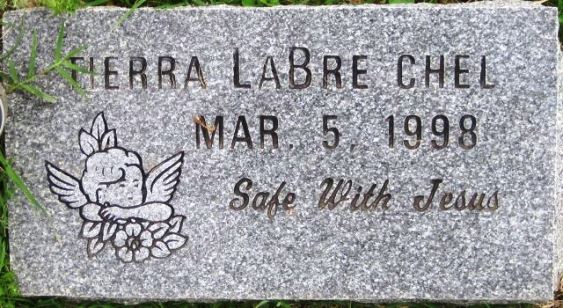 TIERRA LABRE CHEL
MAR. 5, 1998
Safe With Jesus